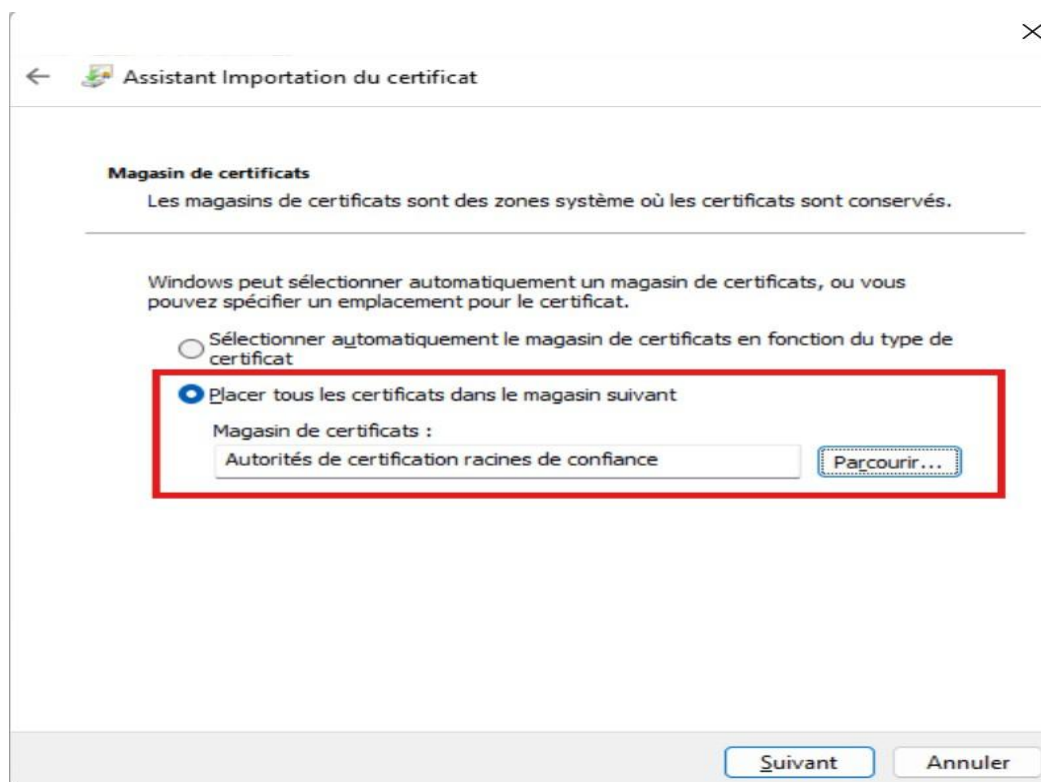 Assistant Importation du certificat
Magasin de certificats
Les magasins de certificats sont des zones système où les certificats sont conservés.
Windows peut sélectionner automatiquement un magasin de certificats, ou vous
pouvez spécifier un emplacement pour le certificat.
Sélectionner automatiquement le magasin de certificats en fonction du type de
certificat
Placer tous les certificats dans le magasin suivant
Magasin de certificats :
Autorités de certification racines de confiance
Parcourir...
Suivant
Annuler